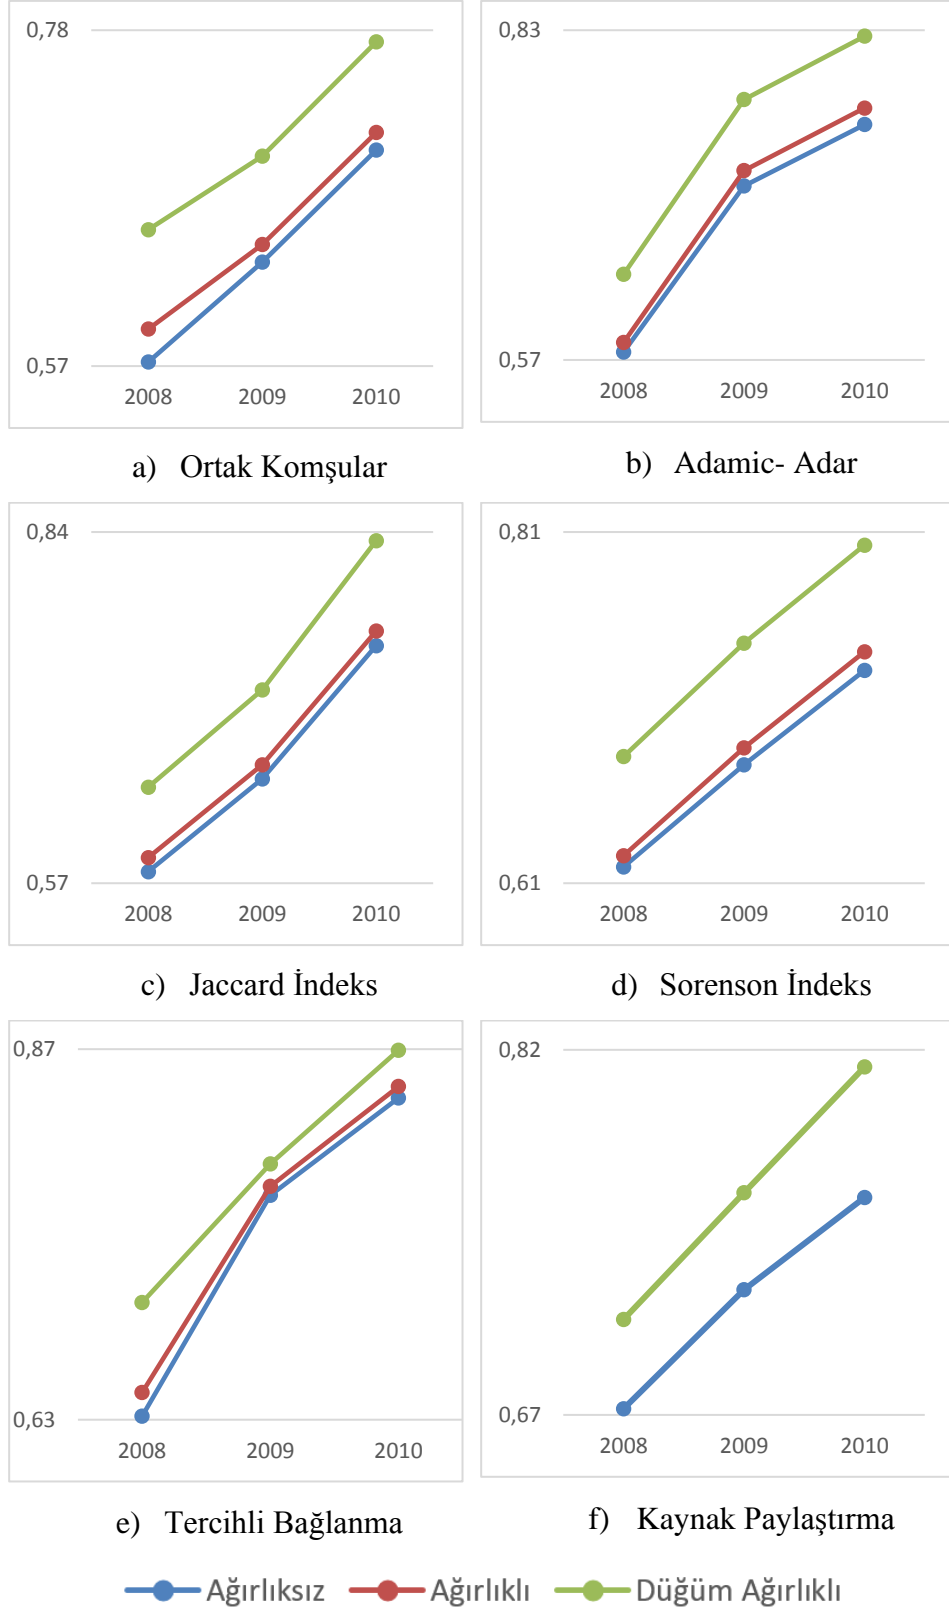 0,78
0,57
2008 2009 2010
a) Ortak Komşular
0,83
0,57
2008 2009 2010
b) Adamic- Adar
0,84
0,57
2008 2009 2010
c) Jaccard İndeks
0,81
0,61
2008 2009 2010
d) Sorenson İndeks
0,87
0,63
2008 2009 2010
e) Tercihli Bağlanma
0,82
0,67
2008 2009 2010
f) Kaynak Paylaştırma
Ağırlıksız Ağırlıklı Düğüm Ağırlıklı